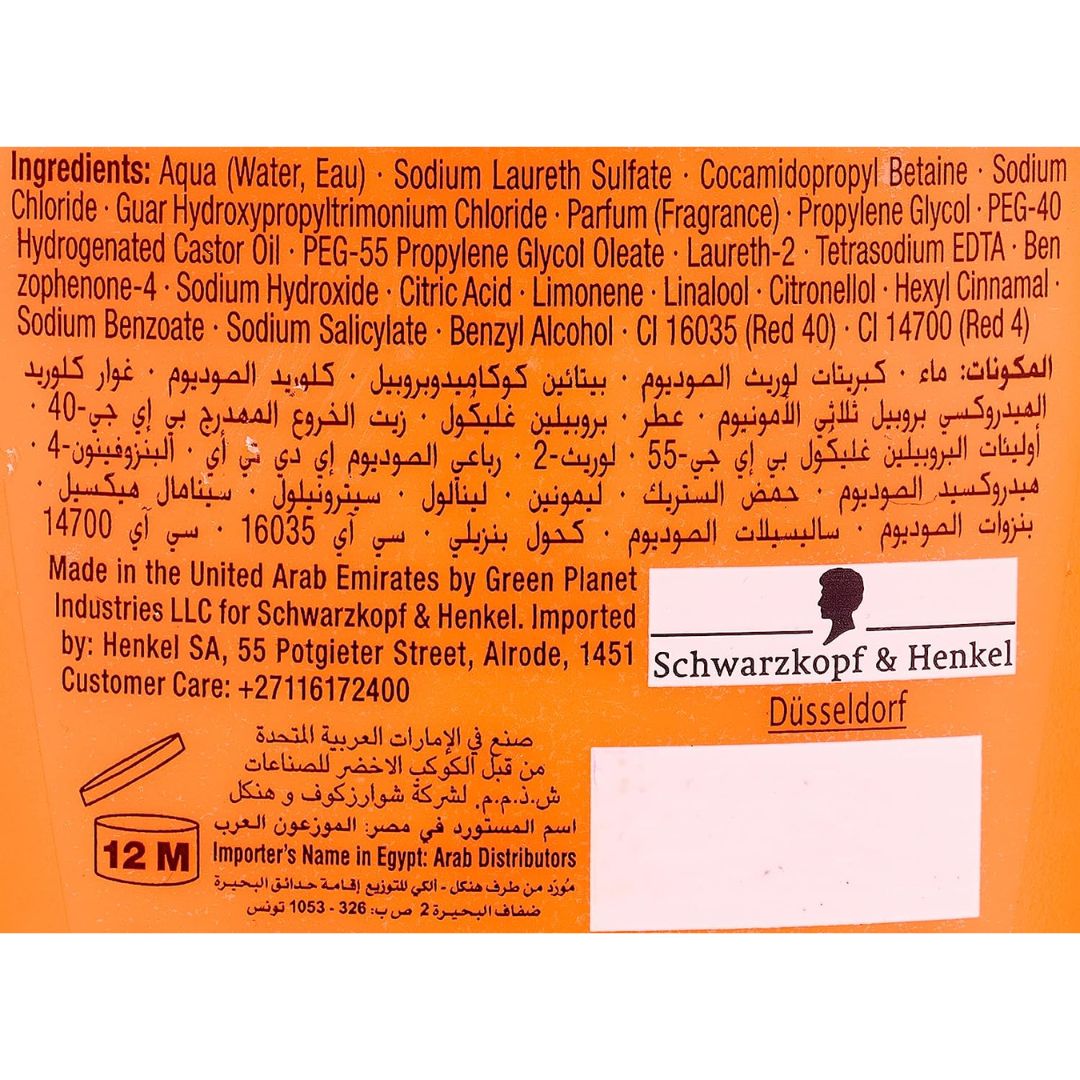 Ingredients: Aqua (Water, Eau) · Sodium Laureth Sulfate · Cocamidopropyl Betaine · Sodium
Chloride · Guar Hydroxypropyltrimonium Chloride · Parfum (Fragrance) · Propylene Glycol · PEG-40
Hydrogenated Castor Oil · PEG-55 Propylene Glycol Oleate · Laureth-2 · Tetrasodium EDTA · Ben
zophenone-4 · Sodium Hydroxide · Citric Acid · Limonene · Linalool · Citronellol · Hexyl Cinnamal ·
Sodium Benzoate · Sodium Salicylate · Benzyl Alcohol · CI 16035 (Red 40) · CI 14700 (Red 4)
المكونات: ماء · كبريتات لوريث الصوديوم · بيتائين كوكاميدوبروبيل · كلوريد الصوديوم · غوار كلوريد
الهيدروكسي بروبيل ثلاثي الأمونيوم · عطر · بروبيلين غليكول · زيت الخروع المهدرج بي إي جي-40 ·
أوليئات البروبيلين غليكول بي إي جي-55 · لوريث-2 · رباعي الصوديوم إي دي تي أي · البنزوفينون-4 ·
هيدروكسيد الصوديوم · حمض الستريك · ليمونين · لينالول · سيترونيلول · سينامال هيكسيل ·
بنزوات الصوديوم · ساليسيلات الصوديوم · كحول بنزيلي · سي آي 16035 · سي آي 14700
Made in the United Arab Emirates by Green Planet
Industries LLC for Schwarzkopf & Henkel. Imported
by: Henkel SA, 55 Potgieter Street, Alrode, 1451
Customer Care: +27116172400
Schwarzkopf & Henkel
Düsseldorf
صنع في الإمارات العربية المتحدة
من قبل الكوكب الاخضر للصناعات
ش.ذ.م.م. لشركة شوارزكوف و هنكل
اسم المستورد في مصر: الموزعون العرب
Importer's Name in Egypt: Arab Distributors
مُورّد من طرف هنكل - ألكي للتوزيع إقامة حدائق البحيرة
ضفاف البحيرة 2 ص ب: 326 - 1053 تونس
12 M